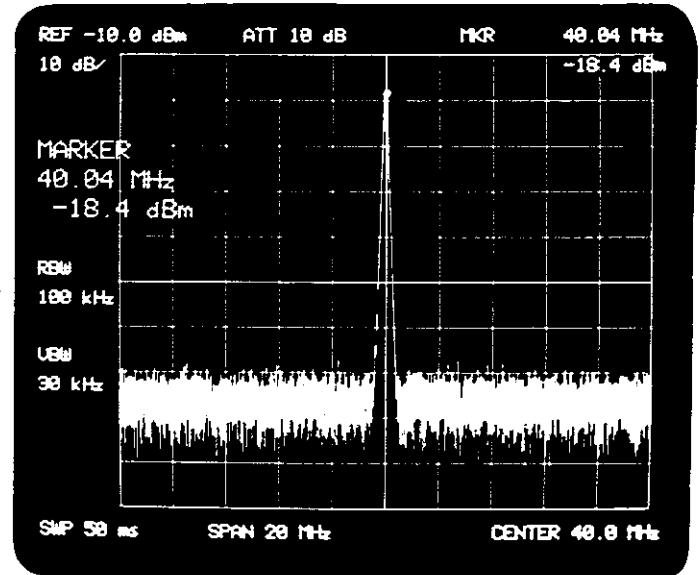 REF -10.0 dBm ATT 10 dB MKR 40.04 MHz
10 dB/ -18.4 dBm
MARKER
40.04 MHz
-18.4 dBm
RBW
100 kHz
VBW
30 kHz
SWP 50 ms SPAN 20 MHz CENTER 40.0 MHz